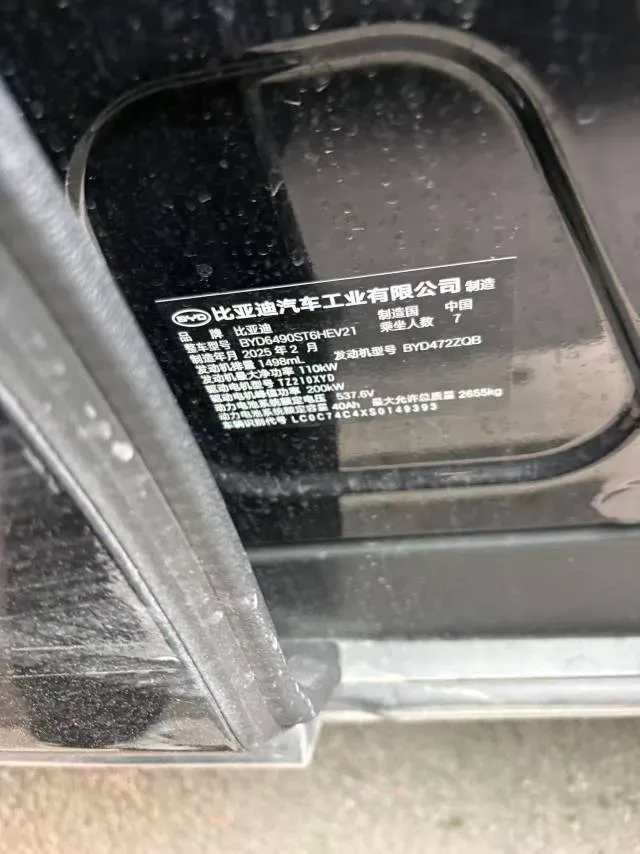 BYD 比亚迪汽车工业有限公司 制造
品 牌 比亚迪 制造国 中国
整车型号 BYD6490ST6HEV21 乘坐人数 7
制造年月 2025年2月 发动机型号 BYD472ZQB
发动机排量 1498mL
发动机最大净功率 110kW
驱动电机型号 TZ210XYD
驱动电机峰值功率 200kW
动力电池系统额定电压 537.6V 最大允许总质量 2655kg
动力电池系统额定容量 40Ah
车辆识别代号 LC0C74C4XS0149393